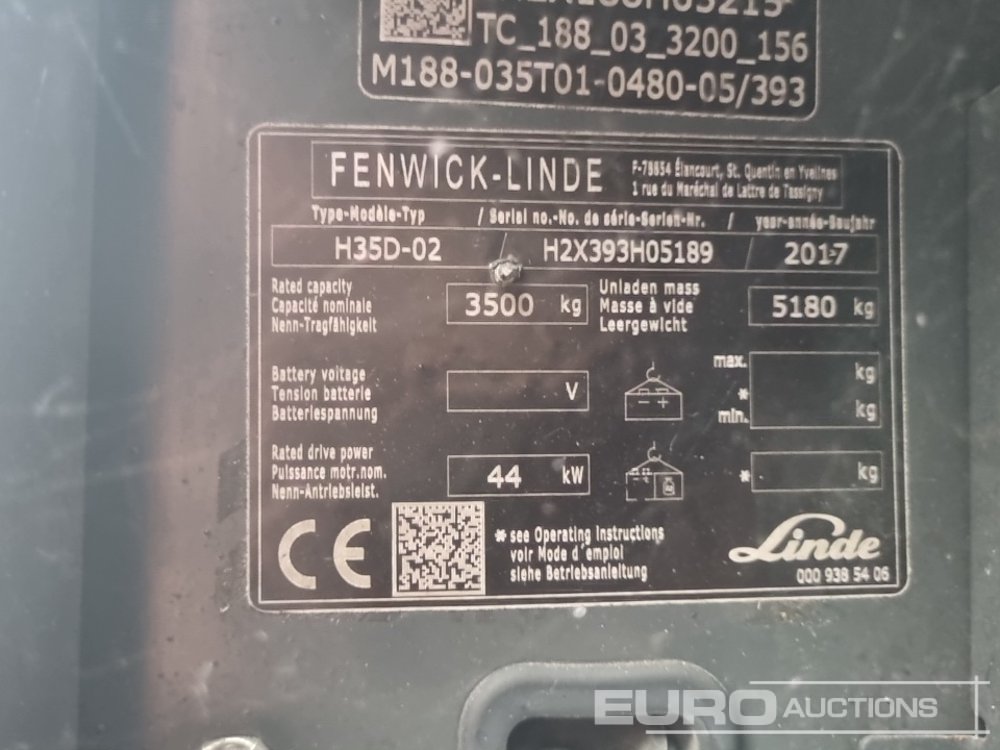 TC_188_03_3200_156
M188-035T01-0480-05/393
FENWICK-LINDE
F-78854 Élancourt, St. Quentin en Yvelines
1 rue du Maréchal de Lattre de Tassigny
Type-Modèle-Typ / Serial no.-No. de série-Serien-Nr. / year-année-Baujahr
H35D-02 / H2X393H05189 / 2017
Rated capacity
Capacité nominale
Nenn-Tragfähigkeit
3500 kg
Unladen mass
Masse à vide
Leergewicht
5180 kg
Battery voltage
Tension batterie
Batteriespannung
V
- +
max.
*
min.
kg
kg
Rated drive power
Puissance motr.nom.
Nenn-Antriebsleist.
44 kW
*
kg
CE
* see Operating Instructions
voir Mode d'emploi
siehe Betriebsanleitung
Linde
000 938 54 06
EURO AUCTIONS